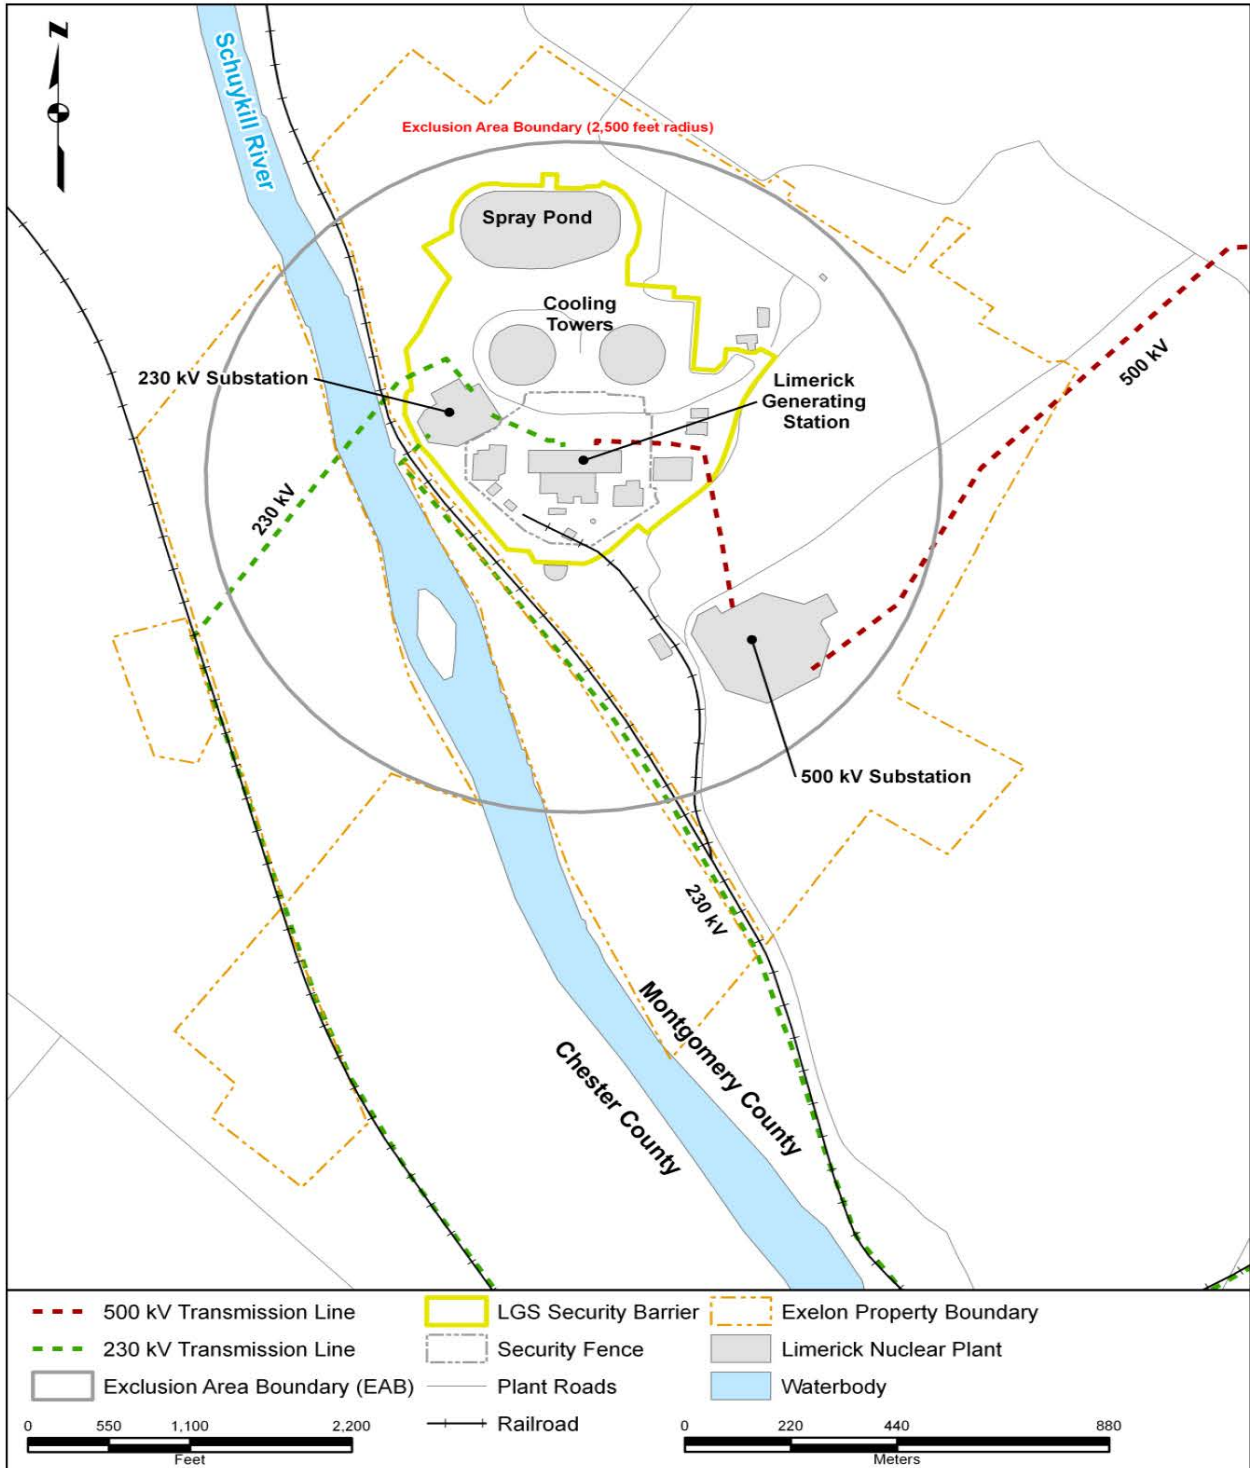 N
Schuykill River
Exclusion Area Boundary (2,500 feet radius)
Spray Pond
Cooling
Towers
230 kV Substation
Limerick
Generating
Station
500 kV
230 kV
500 kV Substation
230 kV
Montgomery County
Chester County
500 kV Transmission Line
LGS Security Barrier
Exelon Property Boundary
230 kV Transmission Line
Security Fence
Limerick Nuclear Plant
Exclusion Area Boundary (EAB)
Plant Roads
Waterbody
Railroad
0 550 1,100 2,200
Feet
0 220 440 880
Meters